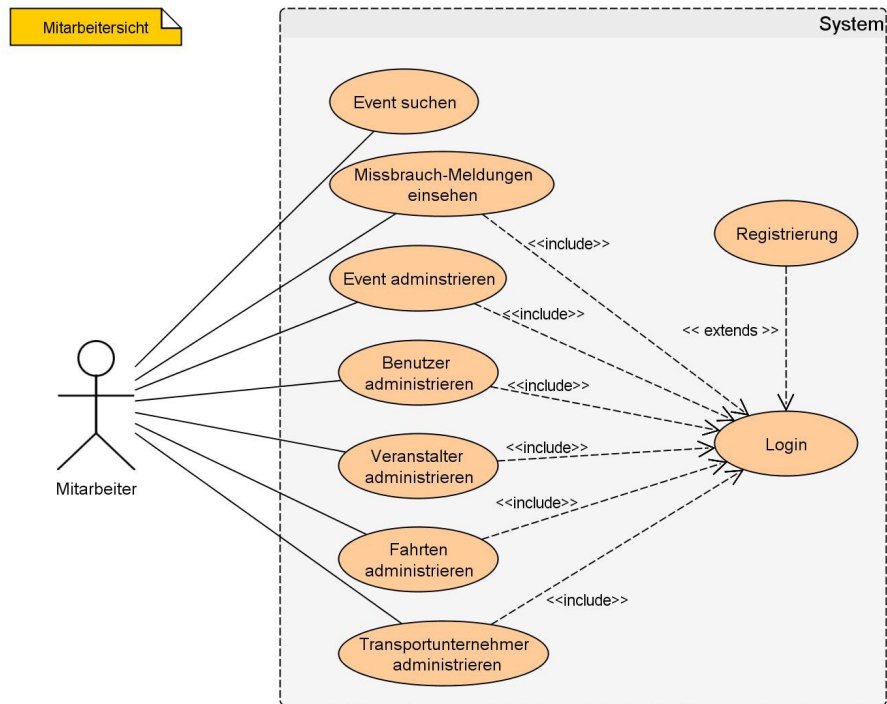 Mitarbeitersicht
System
Event suchen
Missbrauch-Meldungen
einsehen
<<include>>
Registrierung
Event adminstrieren
<<include>>
<< extends >>
Benutzer
administrieren
<<include>>
Login
Veranstalter
administrieren
<<include>>
Mitarbeiter
<<include>>
Fahrten
administrieren
<<include>>
Transportunternehmer
administrieren